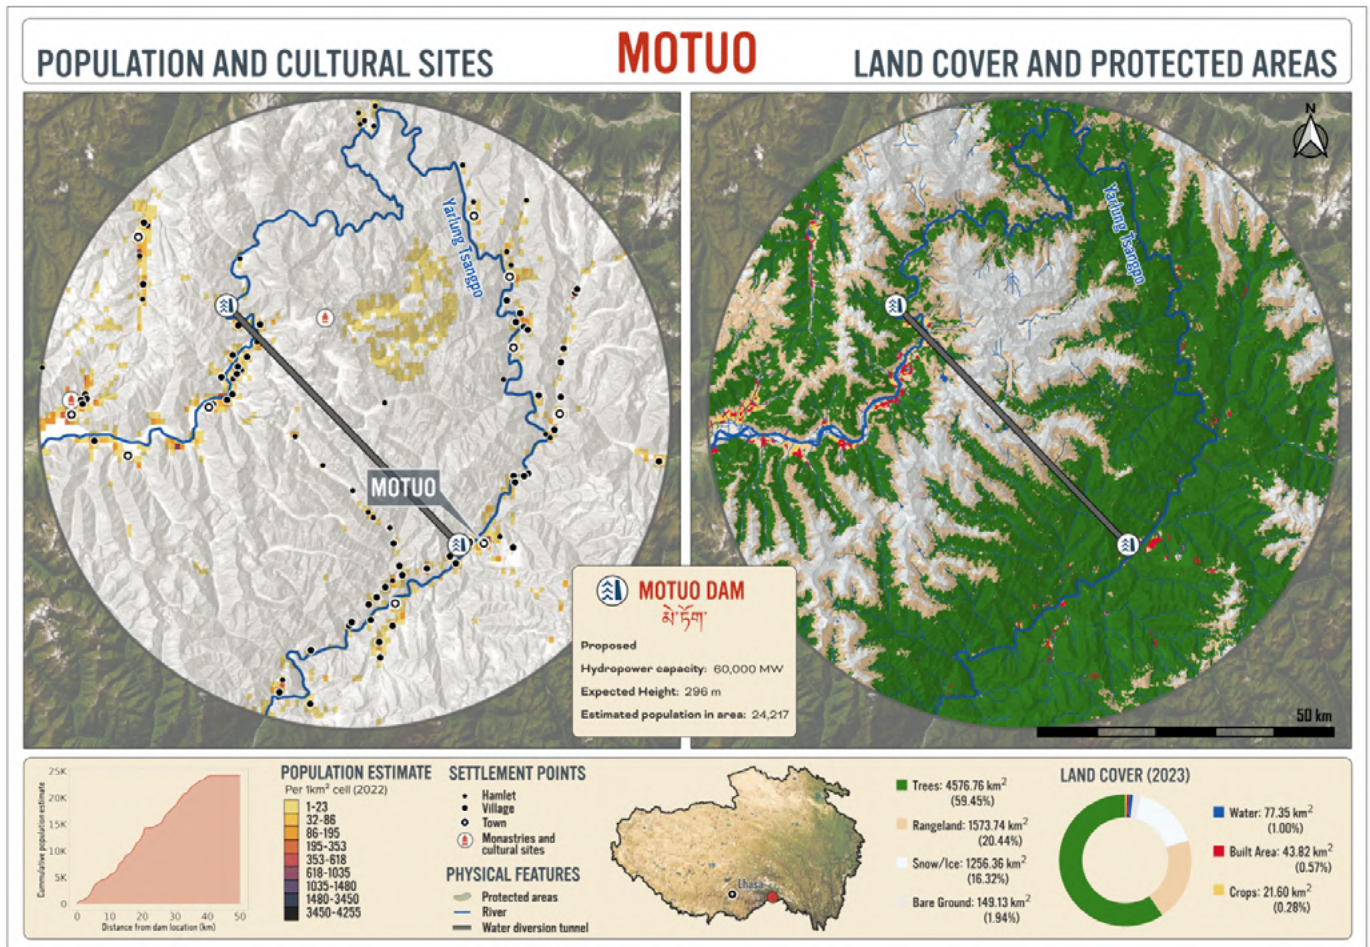 POPULATION AND CULTURAL SITES
MOTUO
LAND COVER AND PROTECTED AREAS
Yarlung Tsangpo
MOTUO
N
Yarlung Tsangpo
50 km
MOTUO DAM
མེ་ཏོག་
Proposed
Hydropower capacity: 60,000 MW
Expected Height: 296 m
Estimated population in area: 24,217
Cummulative population estimate
25K
20K
15K
10K
5K
0
0 10 20 30 40 50
Distance from dam location (km)
POPULATION ESTIMATE
Per 1km² cell (2022)
1-23
32-86
86-195
195-353
353-618
618-1035
1035-1480
1480-3450
3450-4255
SETTLEMENT POINTS
Hamlet
Village
Town
Monastries and
cultural sites
PHYSICAL FEATURES
Protected areas
River
Water diversion tunnel
Lhasa
Trees: 4576.76 km²
(59.45%)
Rangeland: 1573.74 km²
(20.44%)
Snow/Ice: 1256.36 km²
(16.32%)
Bare Ground: 149.13 km²
(1.94%)
LAND COVER (2023)
Water: 77.35 km²
(1.00%)
Built Area: 43.82 km²
(0.57%)
Crops: 21.60 km²
(0.28%)